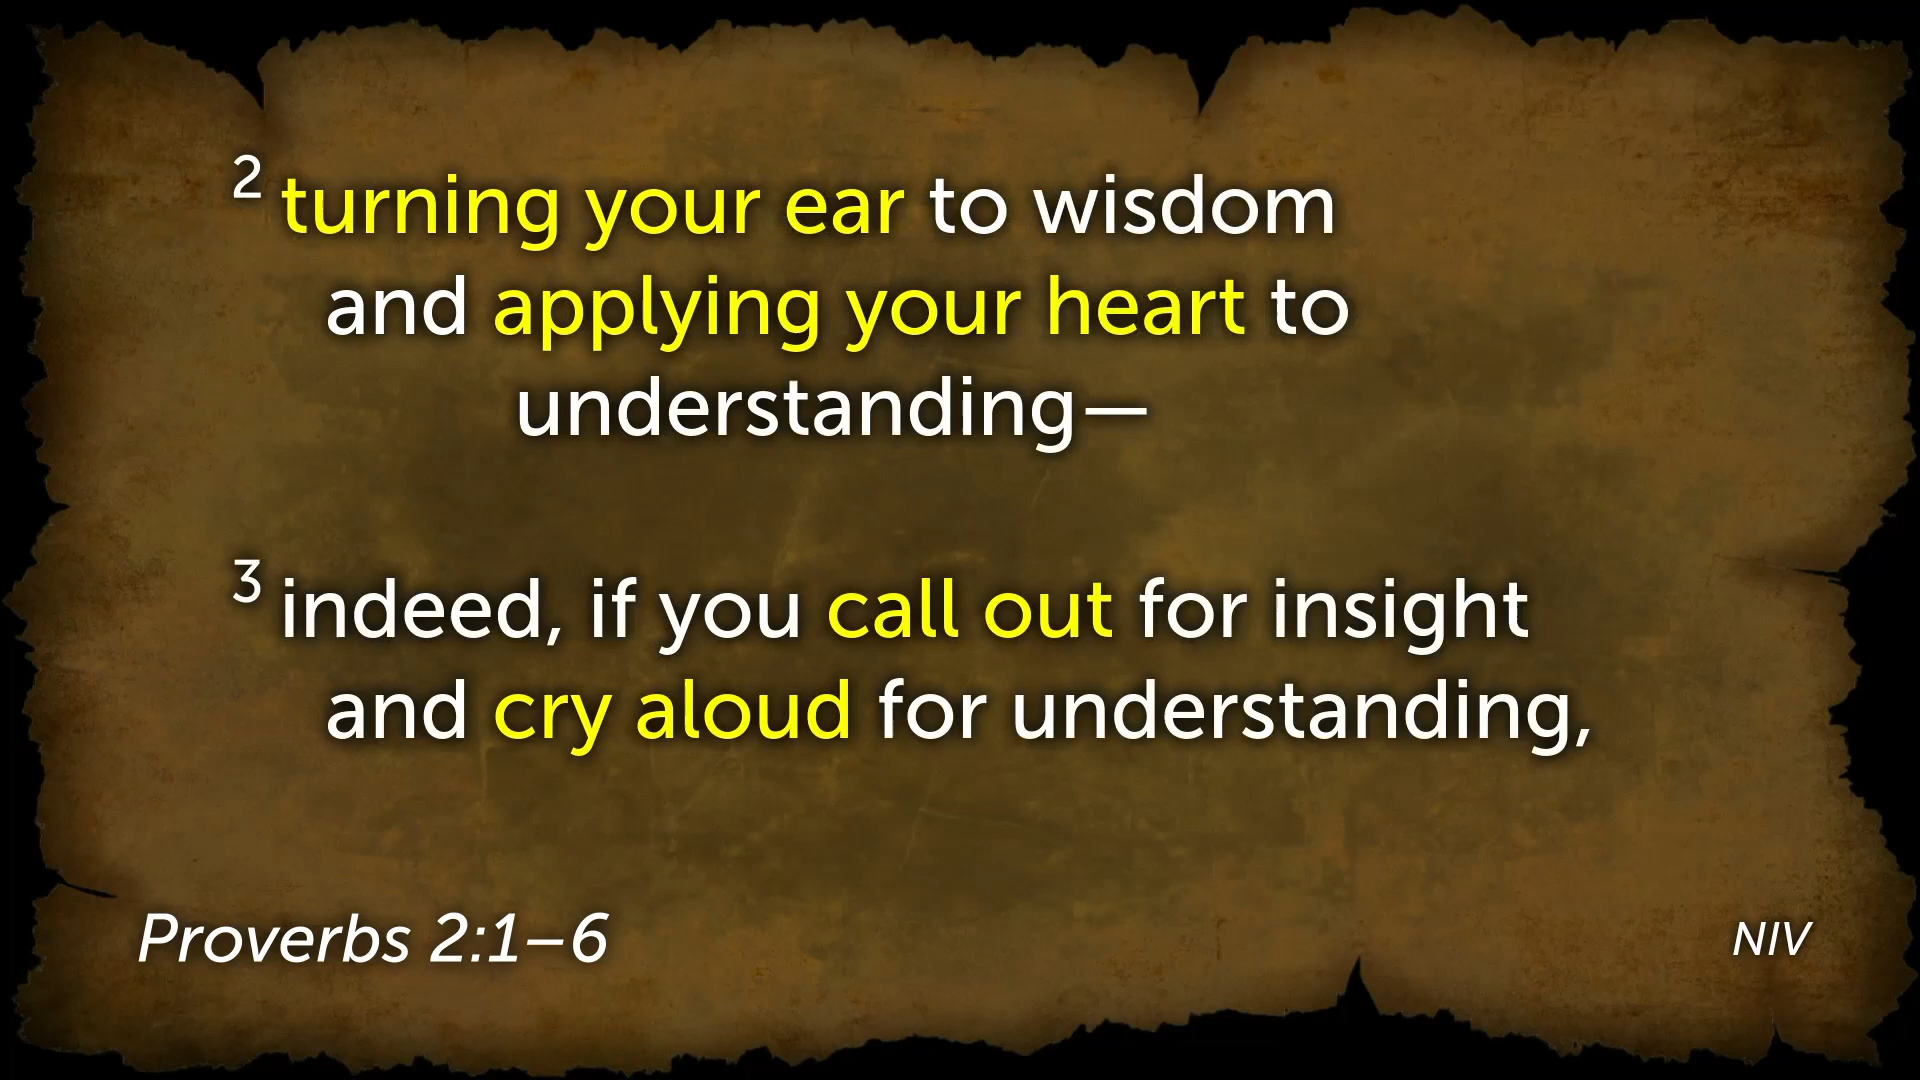 2 turning your ear to wisdom
and applying your heart to
understanding—
3 indeed, if you call out for insight
and cry aloud for understanding,
Proverbs 2:1–6
NIV